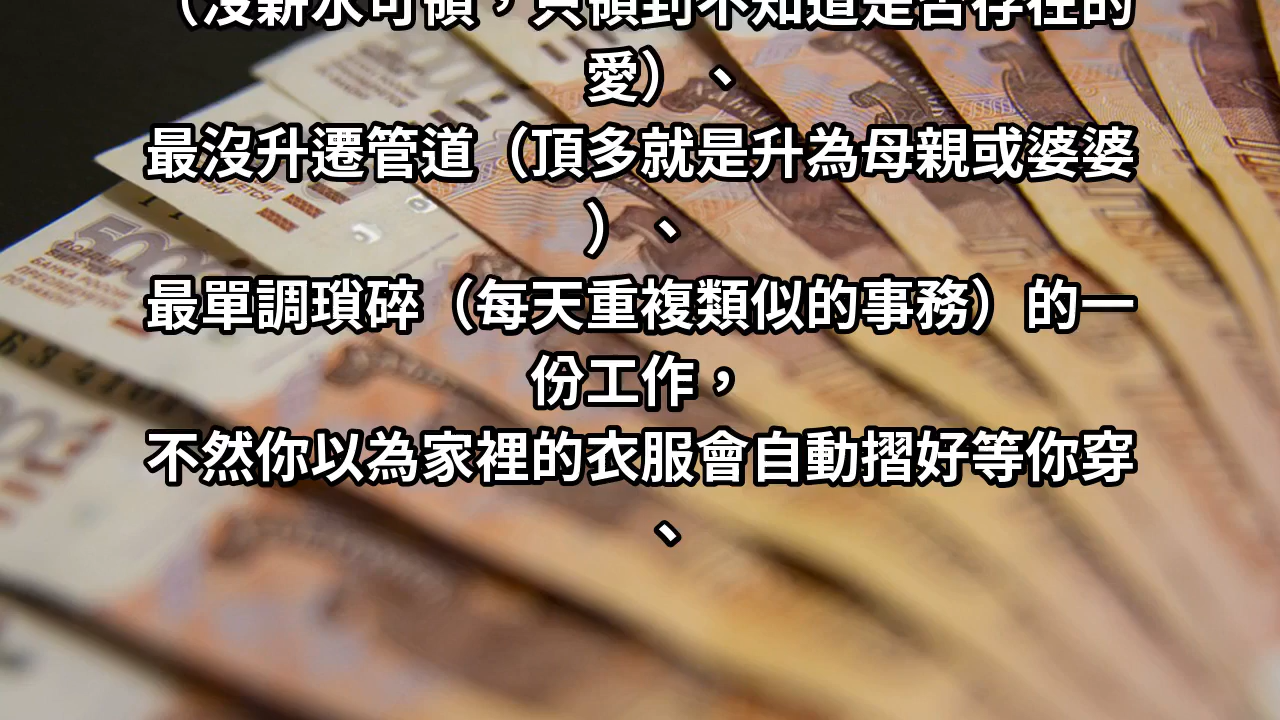 （沒薪水可領，只領到不知道是否存在的
愛）、
最沒升遷管道（頂多就是升為母親或婆婆
）、
最單調瑣碎（每天重複類似的事務）的一
份工作，
不然你以為家裡的衣服會自動摺好等你穿
、
5000